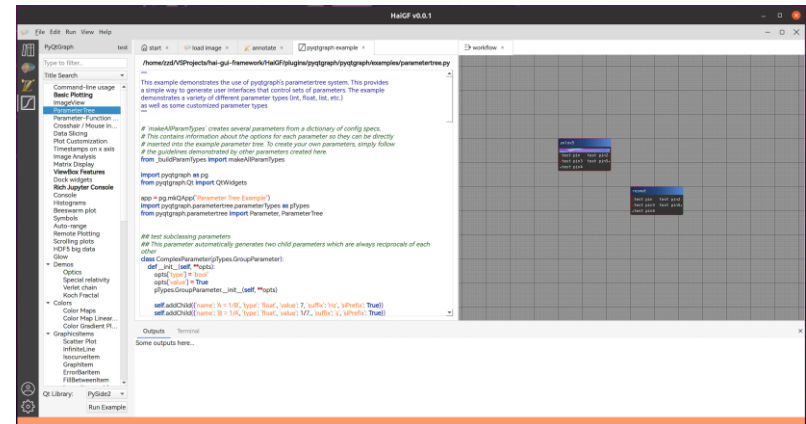 HaiGF v0.0.1
File Edit Run View Help
PyQtGraph test
Type to filter...
Title Search
Command-line usage
Basic Plotting
ImageView
ParameterTree
Parameter-Function ...
Crosshair / Mouse in...
Data Slicing
Plot Customization
Timestamps on x axis
Image Analysis
Matrix Display
ViewBox Features
Dock widgets
Rich Jupyter Console
Console
Histograms
Beeswarm plot
Symbols
Auto-range
Remote Plotting
Scrolling plots
HDF5 big data
Glow
Demos
Optics
Special relativity
Verlet chain
Koch Fractal
Colors
Color Maps
Color Map Linear...
Color Gradient Pl...
GraphicsItems
Scatter Plot
InfiniteLine
IsocurveItem
GraphItem
ErrorBarItem
FillBetweenItem
Qt Library: PySide2
Run Example
start × load image × annotate × pyqtgraph example ×
/home/zzd/VSProjects/hai-gui-framework/HaiGF/plugins/pyqtgraph/pyqtgraph/examples/parametertree.py
"""
This example demonstrates the use of pyqtgraph's parametertree system. This provides
a simple way to generate user interfaces that control sets of parameters. The example
demonstrates a variety of different parameter types (int, float, list, etc.)
as well as some customized parameter types
"""
# `makeAllParamTypes` creates several parameters from a dictionary of config specs.
# This contains information about the options for each parameter so they can be directly
# inserted into the example parameter tree. To create your own parameters, simply follow
# the guidelines demonstrated by other parameters created here.
from _buildParamTypes import makeAllParamTypes
import pyqtgraph as pg
from pyqtgraph.Qt import QtWidgets
app = pg.mkQApp("Parameter Tree Example")
import pyqtgraph.parametertree.parameterTypes as pTypes
from pyqtgraph.parametertree import Parameter, ParameterTree
## test subclassing parameters
## This parameter automatically generates two child parameters which are always reciprocals of each
other
class ComplexParameter(pTypes.GroupParameter):
def __init__(self, **opts):
opts['type'] = 'bool'
opts['value'] = True
pTypes.GroupParameter.__init__(self, **opts)
self.addChild({'name': 'A = 1/B', 'type': 'float', 'value': 7, 'suffix': 'Hz', 'siPrefix': True})
self.addChild({'name': 'B = 1/A', 'type': 'float', 'value': 1/7., 'suffix': 's', 'siPrefix': True})
workflow ×
Outputs Terminal ×
Some outputs here...